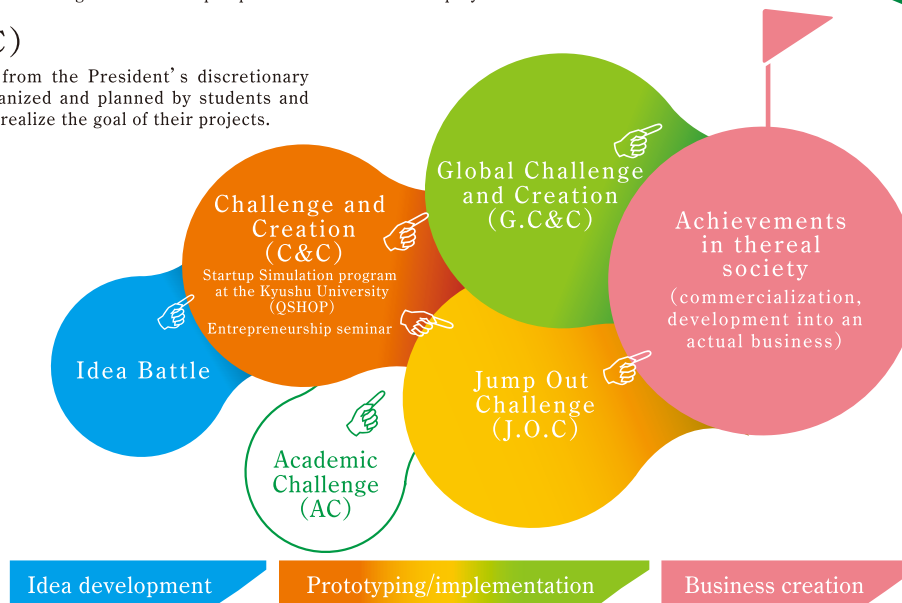 C)
from the President’s discretionary
anized and planned by students and
realize the goal of their projects.
Global Challenge
and Creation
(G.C&C)
Challenge and
Creation
(C&C)
Startup Simulation program
at the Kyushu University
(QSHOP)
Entrepreneurship seminar
Achievements
in thereal
society
(commercialization,
development into an
actual business)
Idea Battle
Jump Out
Challenge
(J.O.C)
Academic
Challenge
(AC)
Idea development
Prototyping/implementation
Business creation